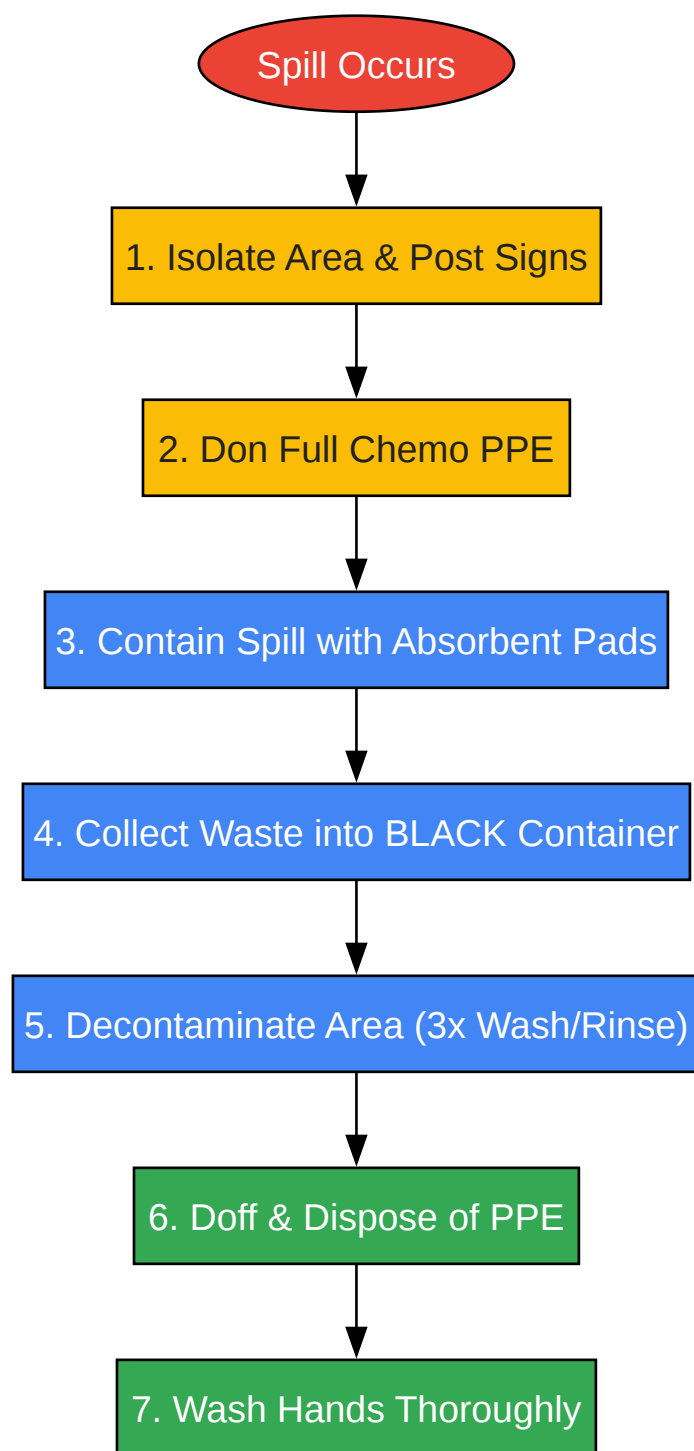 Spill Occurs
1. Isolate Area & Post Signs
2. Don Full Chemo PPE
3. Contain Spill with Absorbent Pads
4. Collect Waste into BLACK Container
5. Decontaminate Area (3x Wash/Rinse)
6. Doff & Dispose of PPE
7. Wash Hands Thoroughly